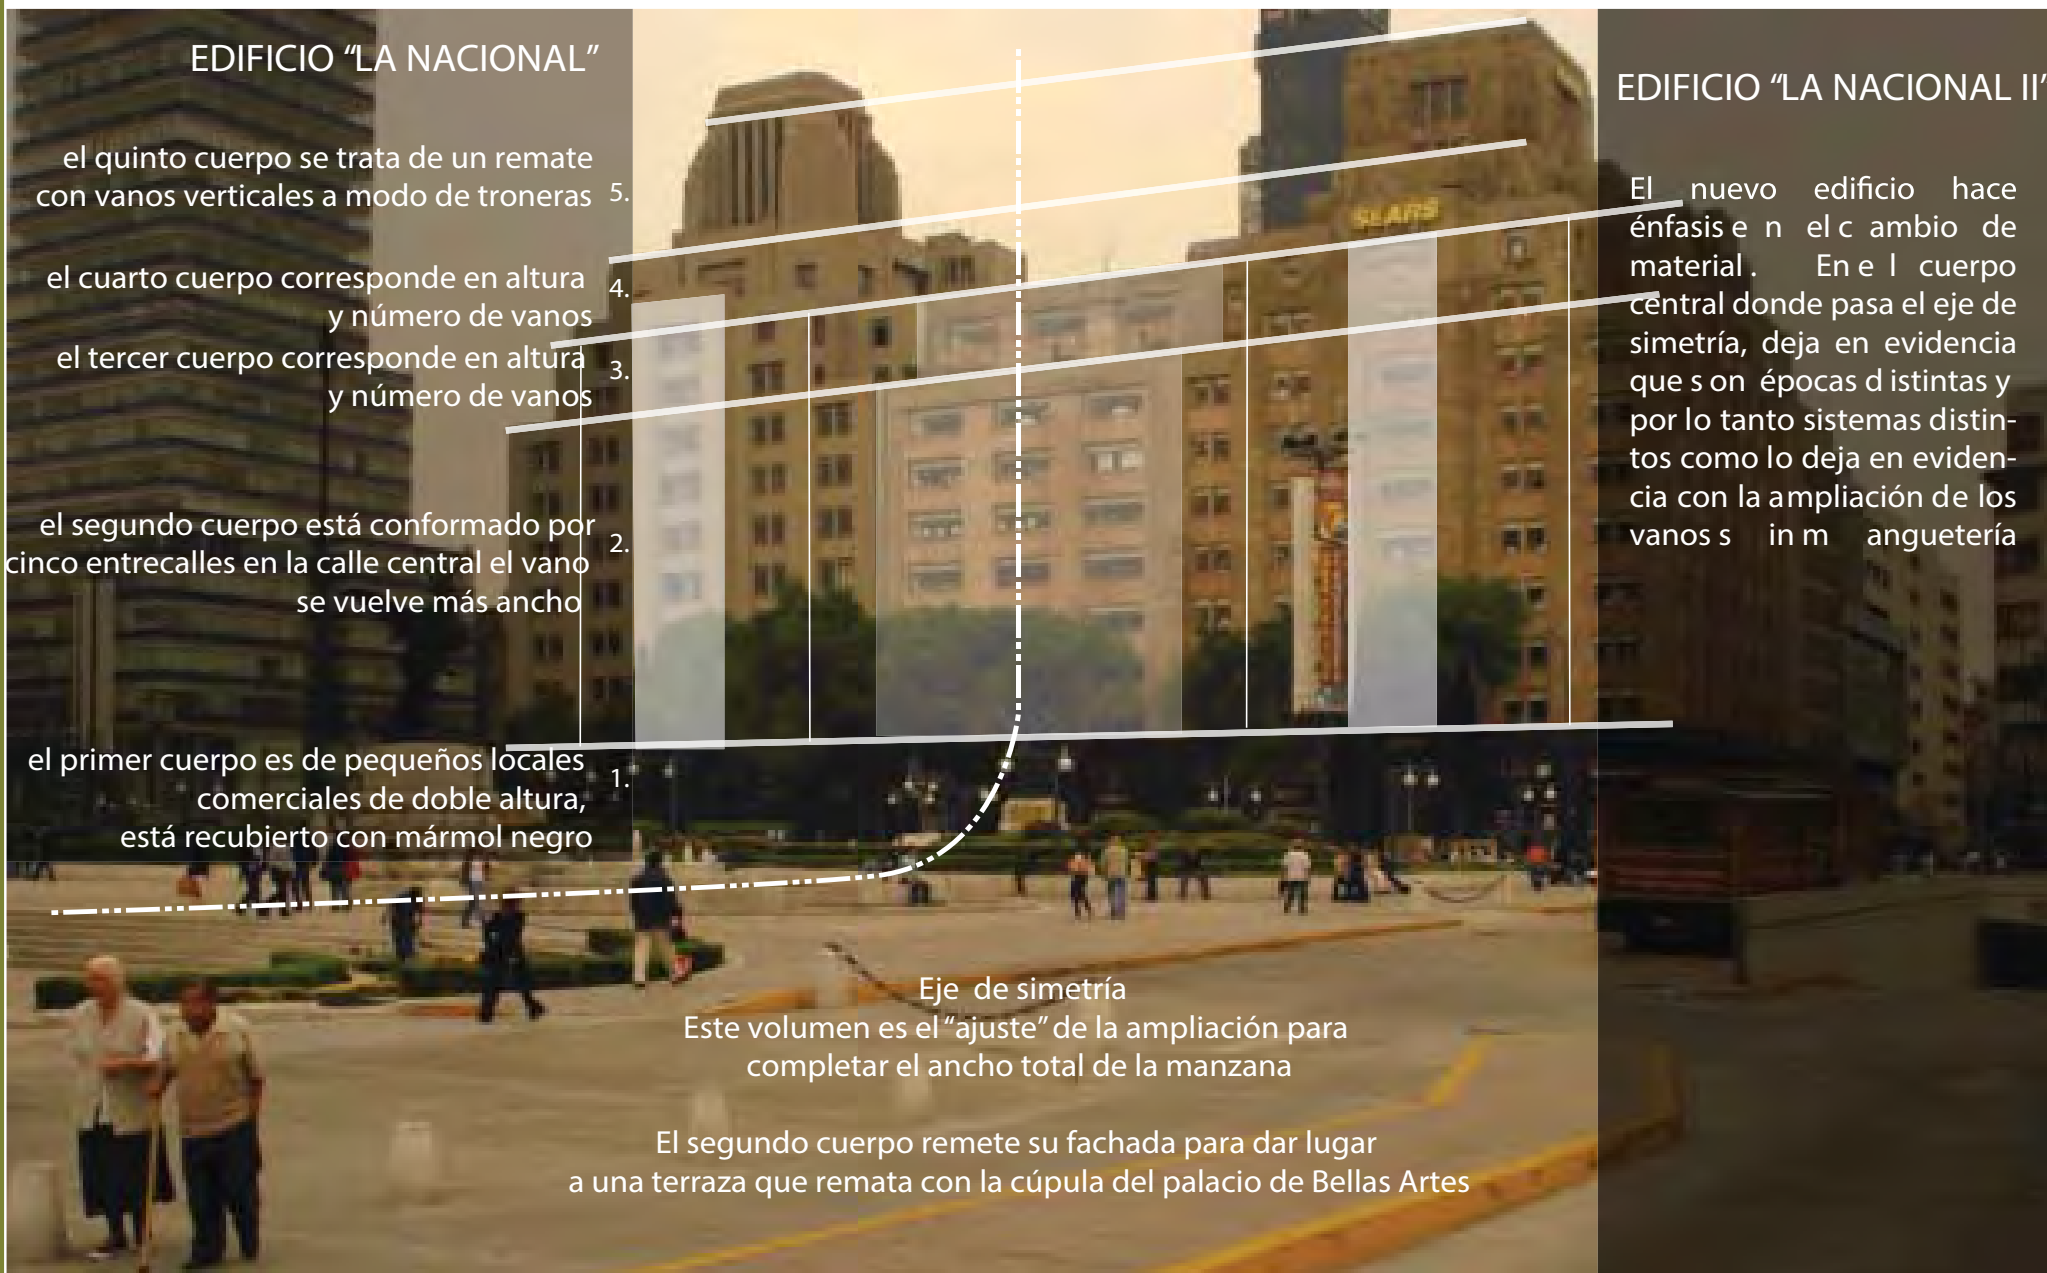 EDIFICIO “LA NACIONAL”
el quinto cuerpo se trata de un remate
con vanos verticales a modo de troneras
5.
el cuarto cuerpo corresponde en altura
y número de vanos
4.
el tercer cuerpo corresponde en altura
y número de vanos
3.
el segundo cuerpo está conformado por
cinco entrecalles en la calle central el vano
se vuelve más ancho
2.
el primer cuerpo es de pequeños locales
comerciales de doble altura,
está recubierto con mármol negro
1.
SEARS
Eje de simetría
Este volumen es el “ajuste” de la ampliación para
completar el ancho total de la manzana
El segundo cuerpo remete su fachada para dar lugar
a una terraza que remata con la cúpula del palacio de Bellas Artes
EDIFICIO “LA NACIONAL II”
El nuevo edificio hace
énfasis e n el c ambio de
material . En e l cuerpo
central donde pasa el eje de
simetría, deja en evidencia
que s on épocas d istintas y
por lo tanto sistemas distin-
tos como lo deja en eviden-
cia con la ampliación de los
vanos s in m anguetería